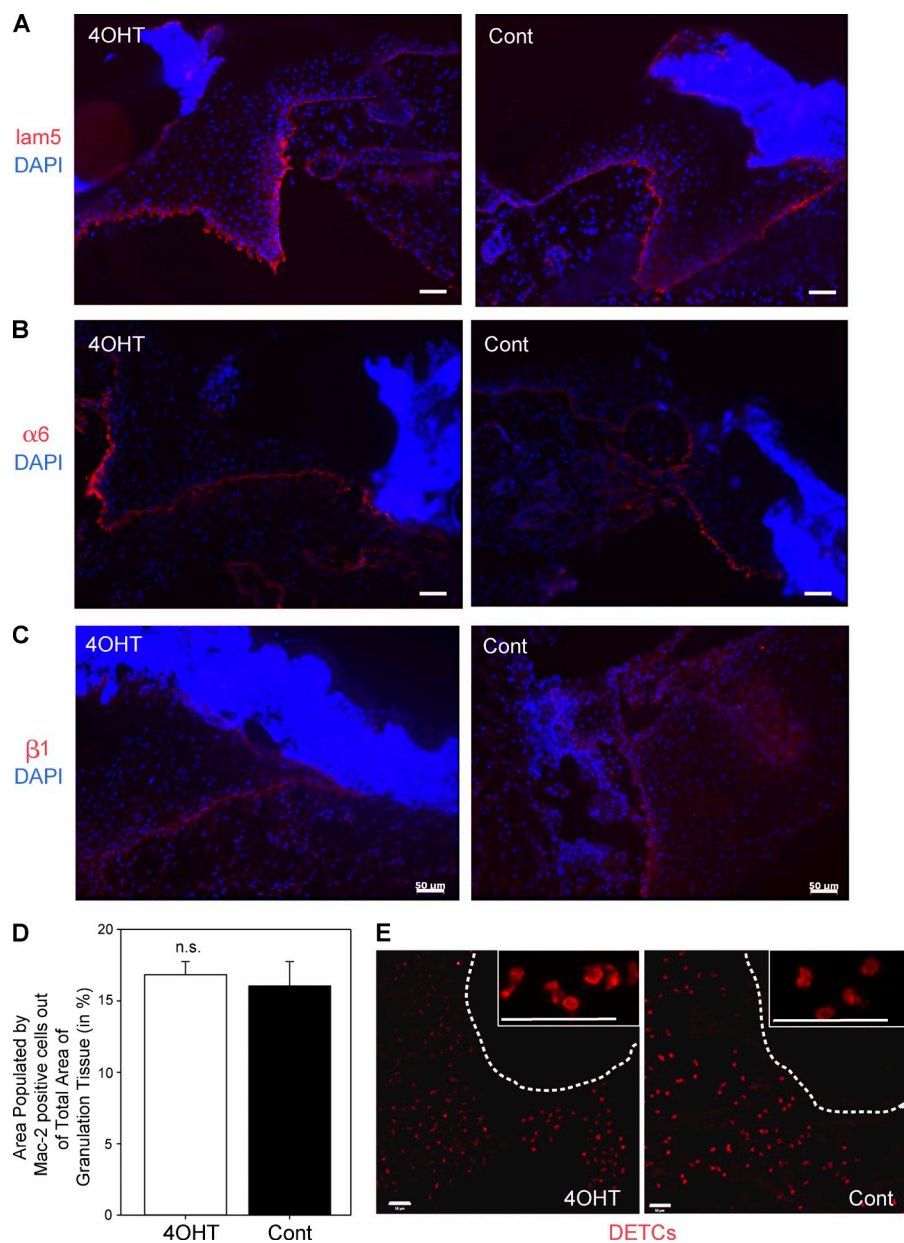 A
4OHT
Cont
lam5
DAPI
B
4OHT
Cont
α6
DAPI
C
4OHT
Cont
β1
DAPI
50 µm
50 µm
D
20
15
10
5
0
n.s.
Area Populated by
Mac-2 positive cells out
of Total Area of
Granulation Tissue (in %)
4OHT
Cont
E
4OHT
Cont
DETCs